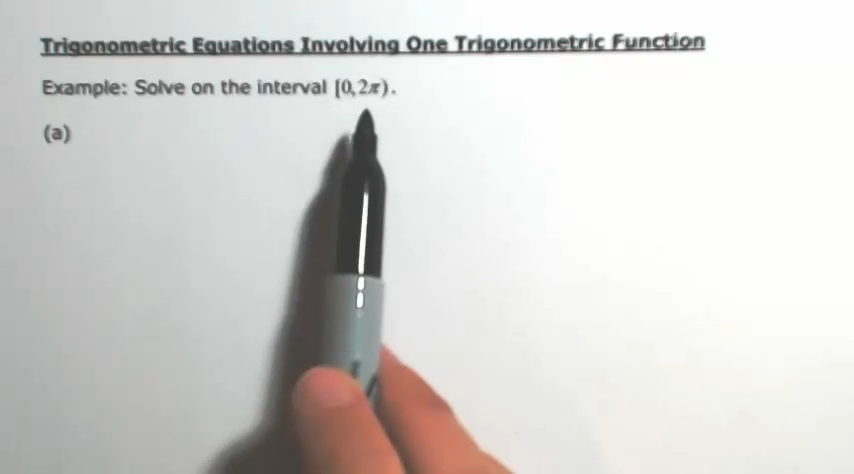 Trigonometric Equations Involving One Trigonometric Function
Example: Solve on the interval [0,2π).
(a)